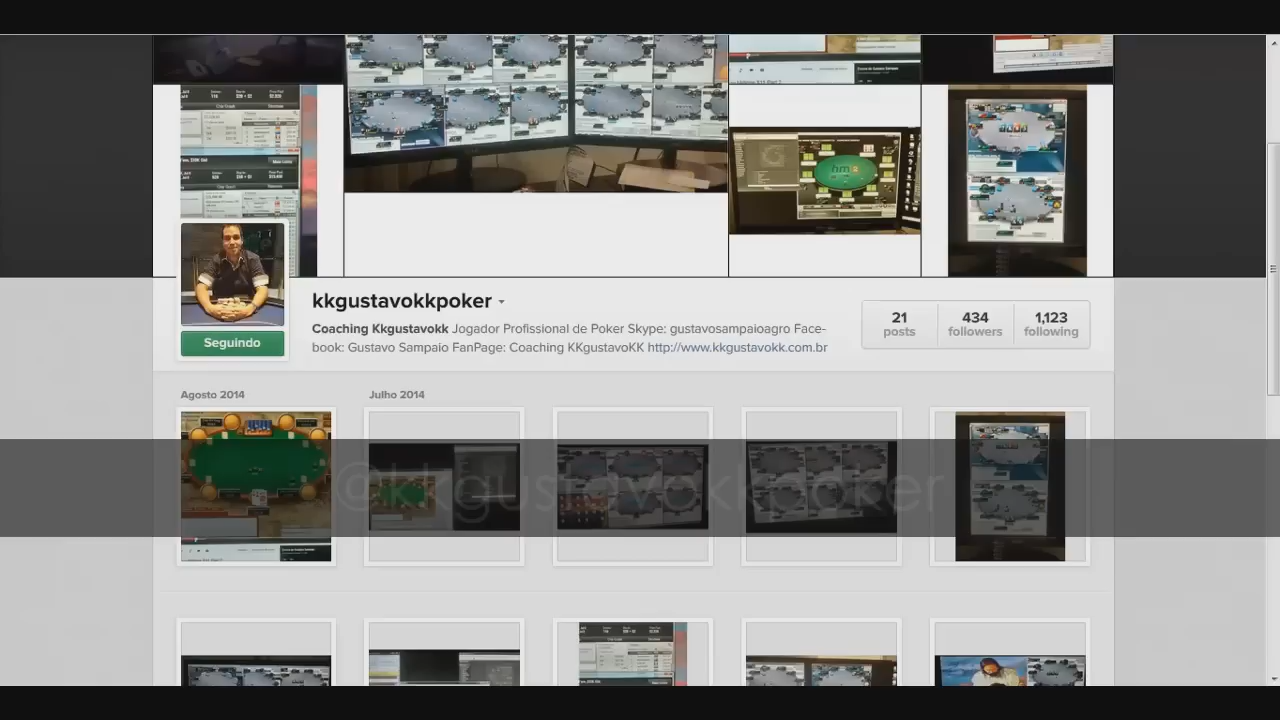 kkgustavokkpoker
Coaching Kkgustavokk Jogador Profissional de Poker Skype: gustavosampaioagro Face-
book: Gustavo Sampaio FanPage: Coaching KKgustavoKK http://www.kkgustavokk.com.br
21 posts
434 followers
1,123 following
Seguindo
Agosto 2014
Julho 2014
@kkgustavokkpoker